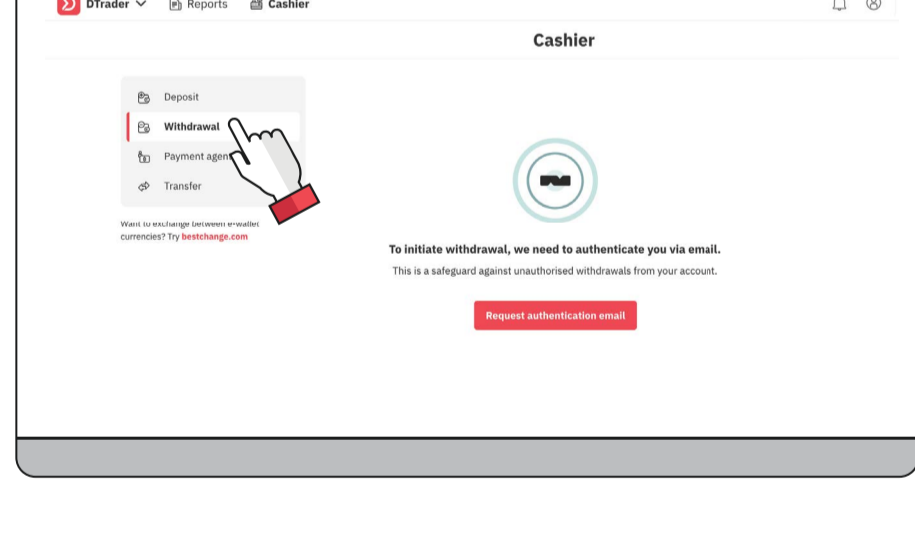 DTrader Reports Cashier
Cashier
Deposit
Withdrawal
Payment agen
Transfer
Want to exchange between e-wallet
currencies? Try bestchange.com
To initiate withdrawal, we need to authenticate you via email.
This is a safeguard against unauthorised withdrawals from your account.
Request authentication email